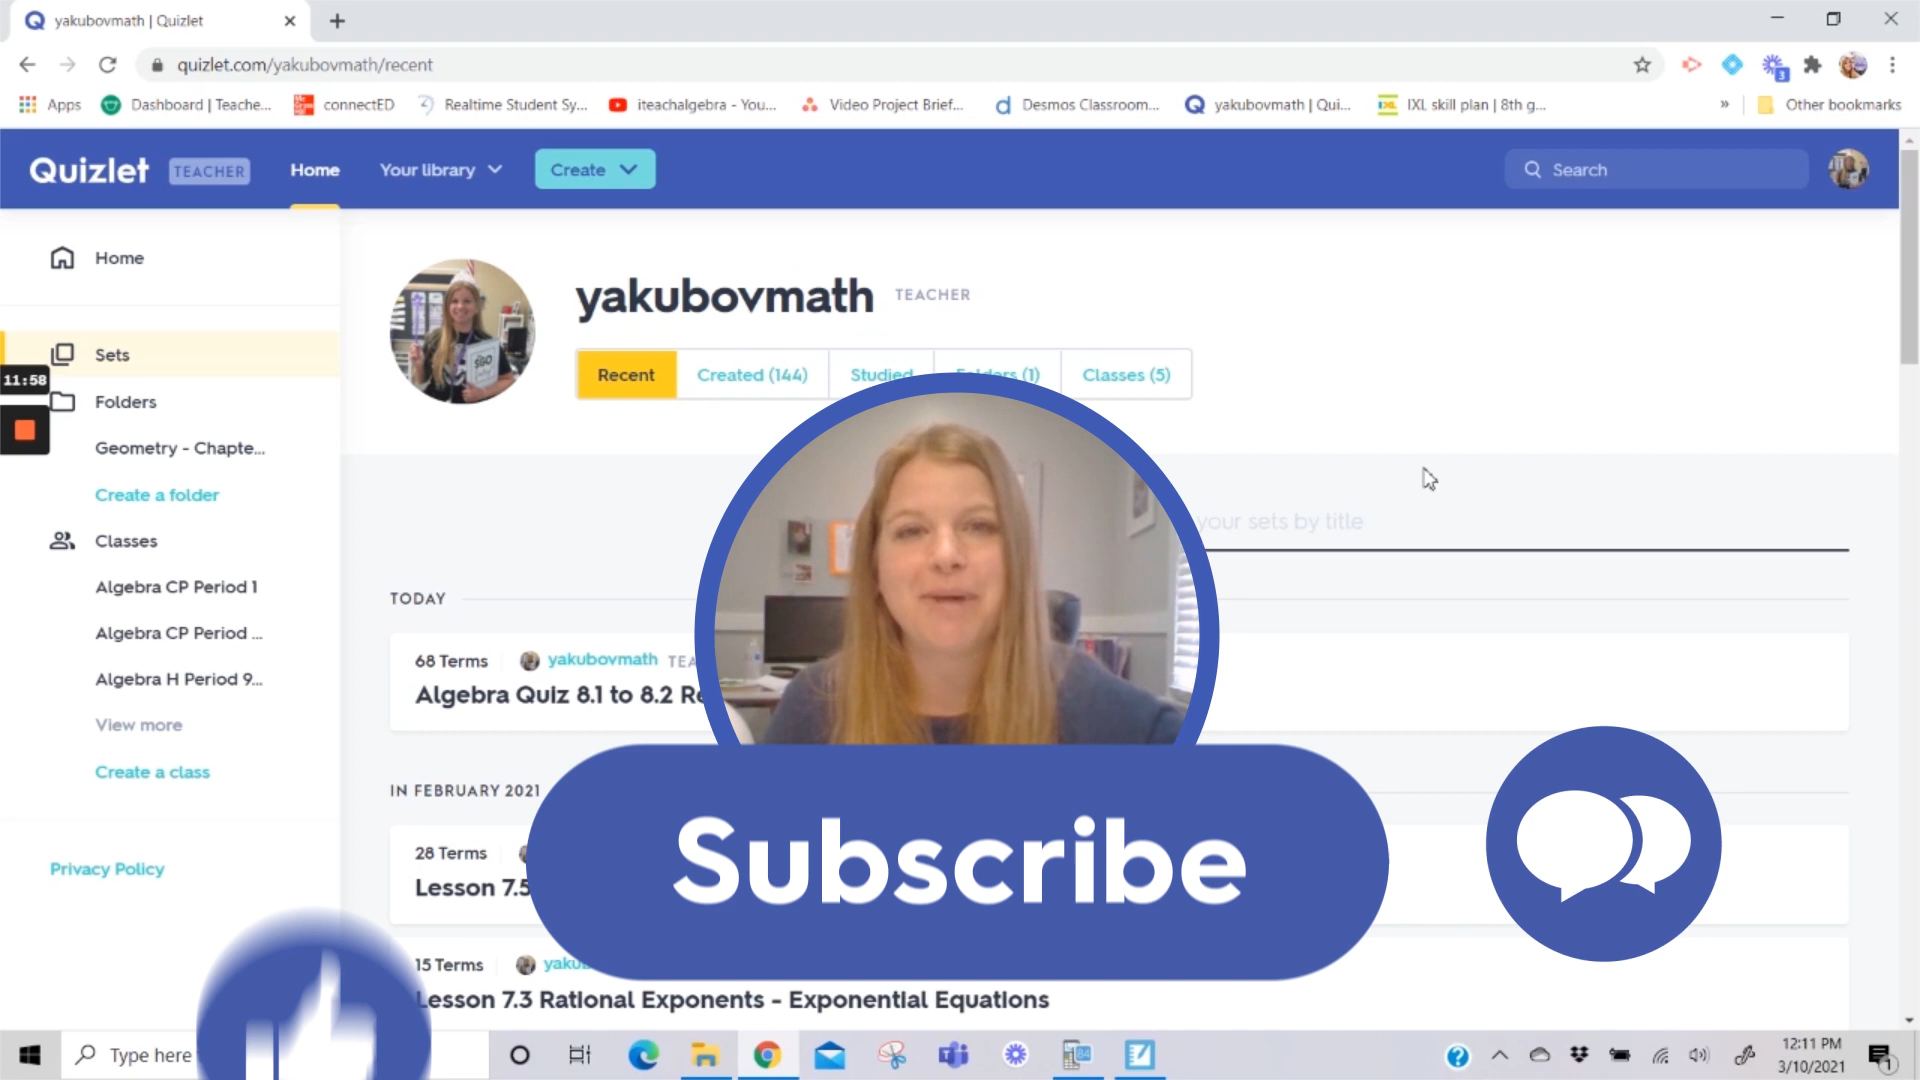 yakubovmath | Quizlet
quizlet.com/yakubovmath/recent
3
Apps
Dashboard | Teache...
connectED
Realtime Student Sy...
iteachalgebra - You...
Video Project Brief...
Desmos Classroom...
yakubovmath | Qui...
IXL skill plan | 8th g...
»
Other bookmarks
Quizlet TEACHER
Home
Your library
Create
Search
Home
Sets
Folders
Geometry - Chapte...
Create a folder
Classes
Algebra CP Period 1
Algebra CP Period ...
Algebra H Period 9...
View more
Create a class
Privacy Policy
11:58
yakubovmath TEACHER
Recent
Created (144)
Studied
Folders (1)
Classes (5)
your sets by title
TODAY
68 Terms yakubovmath
Algebra Quiz 8.1 to 8.2
IN FEBRUARY 2021
28 Terms
Lesson 7.5
15 Terms
Lesson 7.3 Rational Exponents - Exponential Equations
Subscribe
Type here
12:11 PM
3/10/2021
1